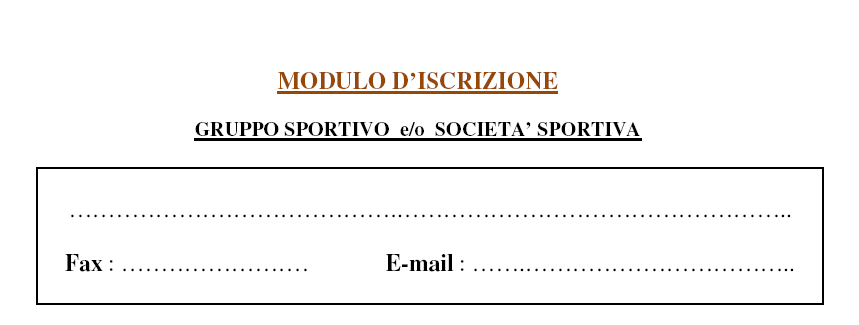 MODULO D’ISCRIZIONE
GRUPPO SPORTIVO e/o SOCIETA’ SPORTIVA
…………………………………….…………………………………………..
Fax : ……………………
E-mail : …….……………………………..